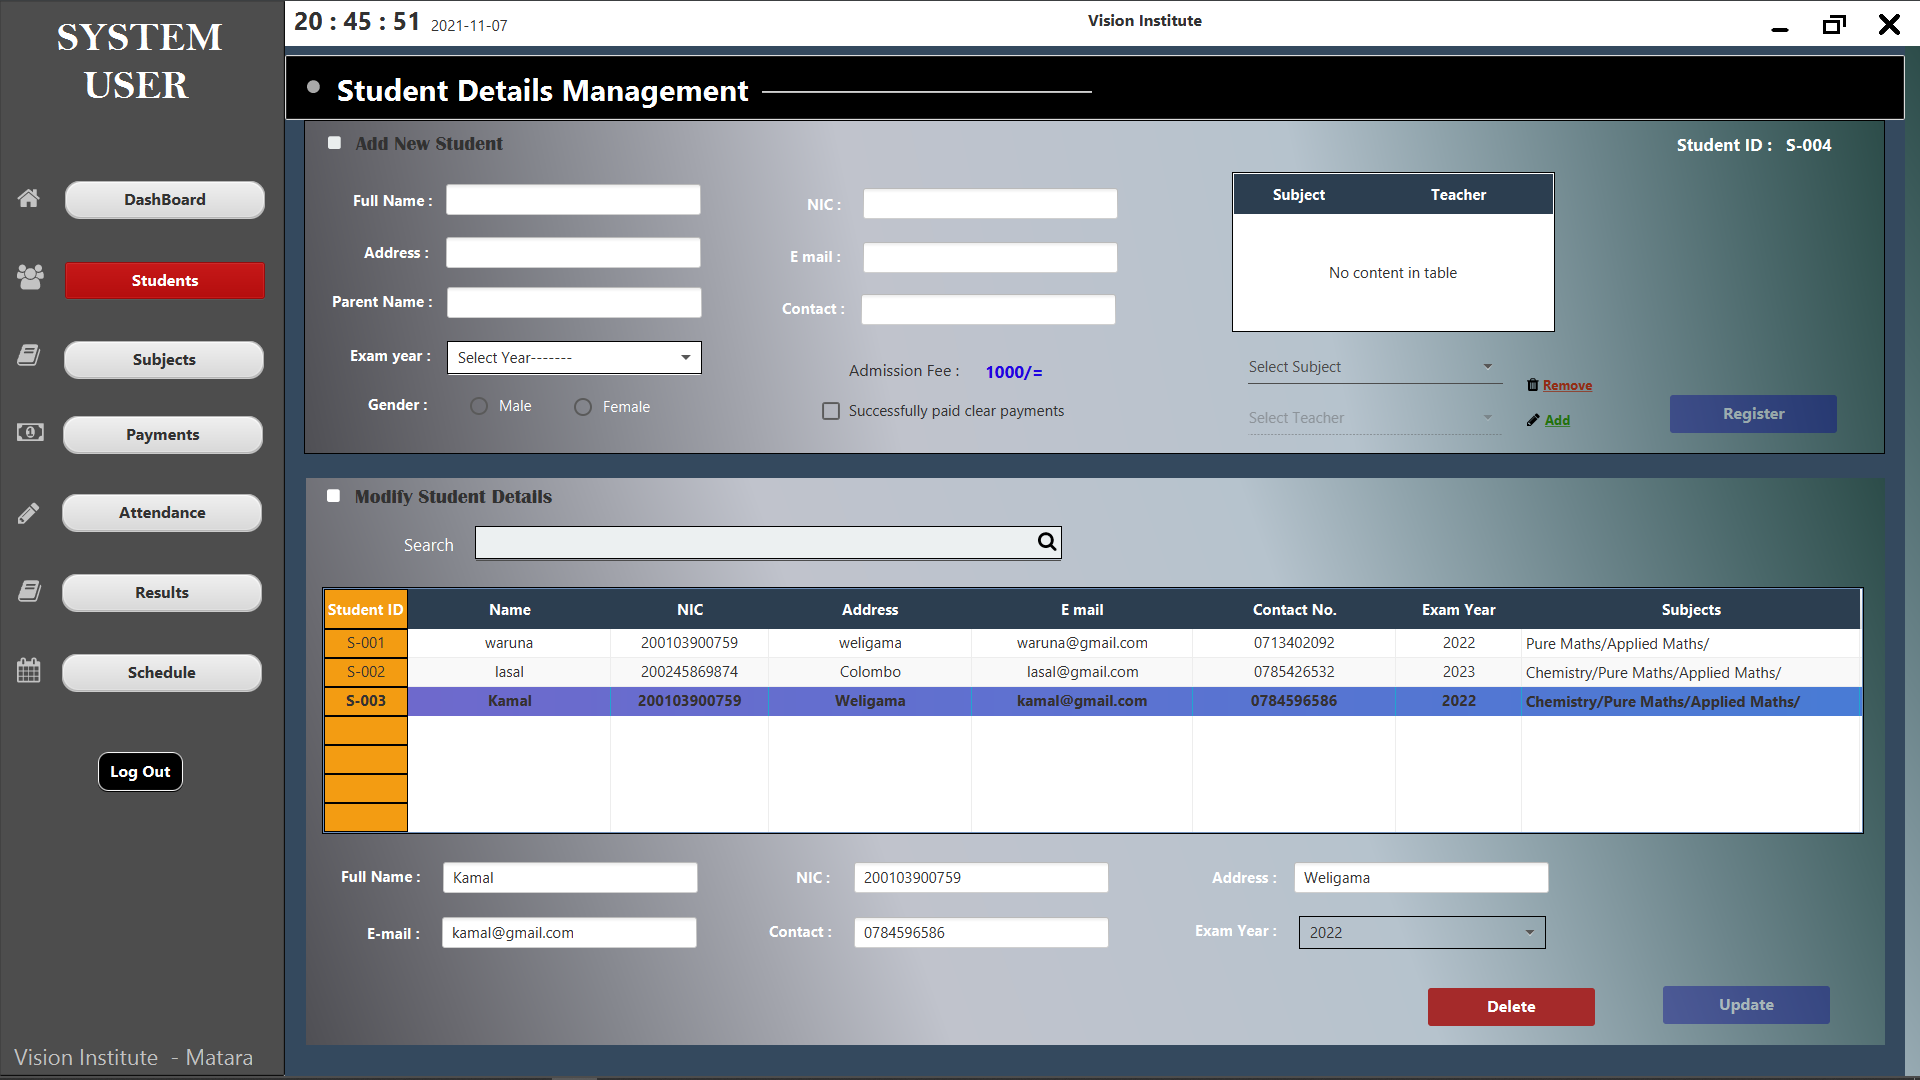 SYSTEM
USER
DashBoard
Students
Subjects
Payments
Attendance
Results
Schedule
Log Out
Vision Institute - Matara
20 : 45 : 51 2021-11-07
Vision Institute
Student Details Management
Add New Student
Student ID : S-004
Full Name :
NIC :
Subject Teacher
Address :
E mail :
No content in table
Parent Name :
Contact :
Exam year : Select Year-------
Admission Fee : 1000/=
Select Subject
Remove
Gender : Male Female
Successfully paid clear payments
Select Teacher
Add
Register
Modify Student Details
Search
Student ID Name NIC Address E mail Contact No. Exam Year Subjects
S-001 waruna 200103900759 weligama waruna@gmail.com 0713402092 2022 Pure Maths/Applied Maths/
S-002 lasal 200245869874 Colombo lasal@gmail.com 0785426532 2023 Chemistry/Pure Maths/Applied Maths/
S-003 Kamal 200103900759 Weligama kamal@gmail.com 0784596586 2022 Chemistry/Pure Maths/Applied Maths/
Full Name : Kamal NIC : 200103900759 Address : Weligama
E-mail : kamal@gmail.com Contact : 0784596586 Exam Year : 2022
Delete Update